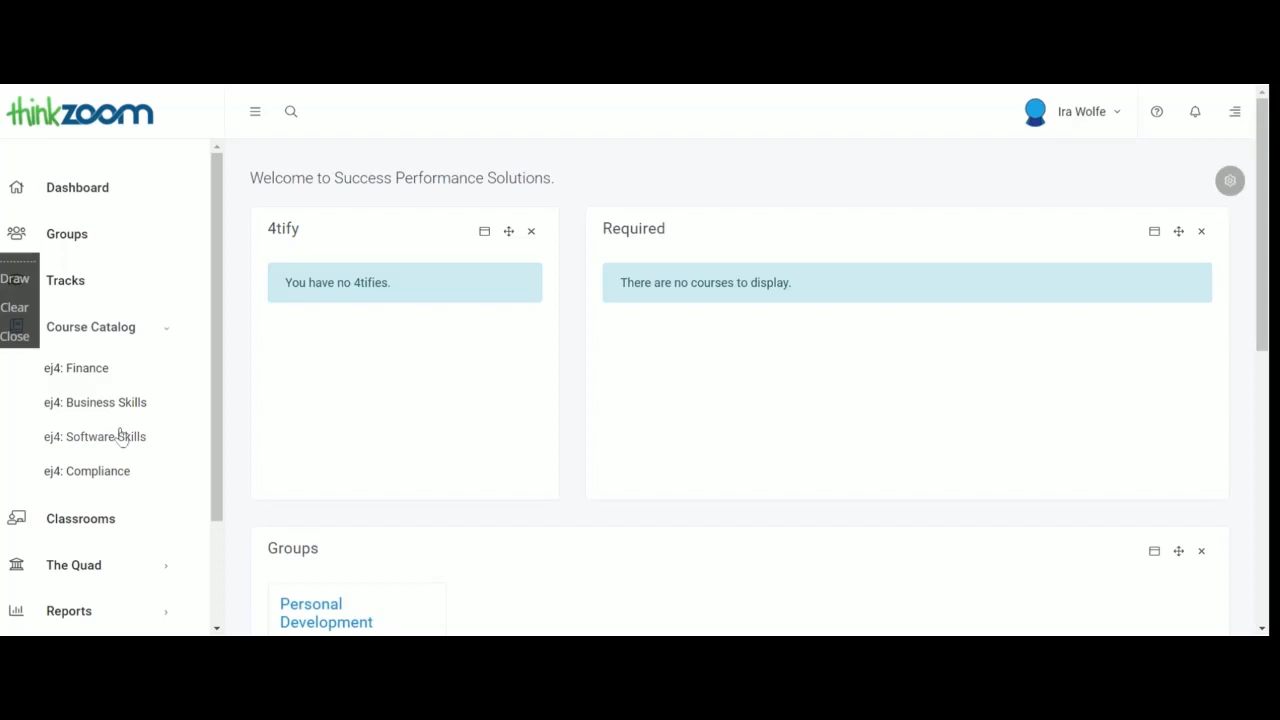 thinkzoom
Ira Wolfe
Dashboard
Groups
Draw
Tracks
Clear
Close
Course Catalog
ej4: Finance
ej4: Business Skills
ej4: Software Skills
ej4: Compliance
Classrooms
The Quad
Reports
Welcome to Success Performance Solutions.
4tify
You have no 4tifies.
Required
There are no courses to display.
Groups
Personal
Development